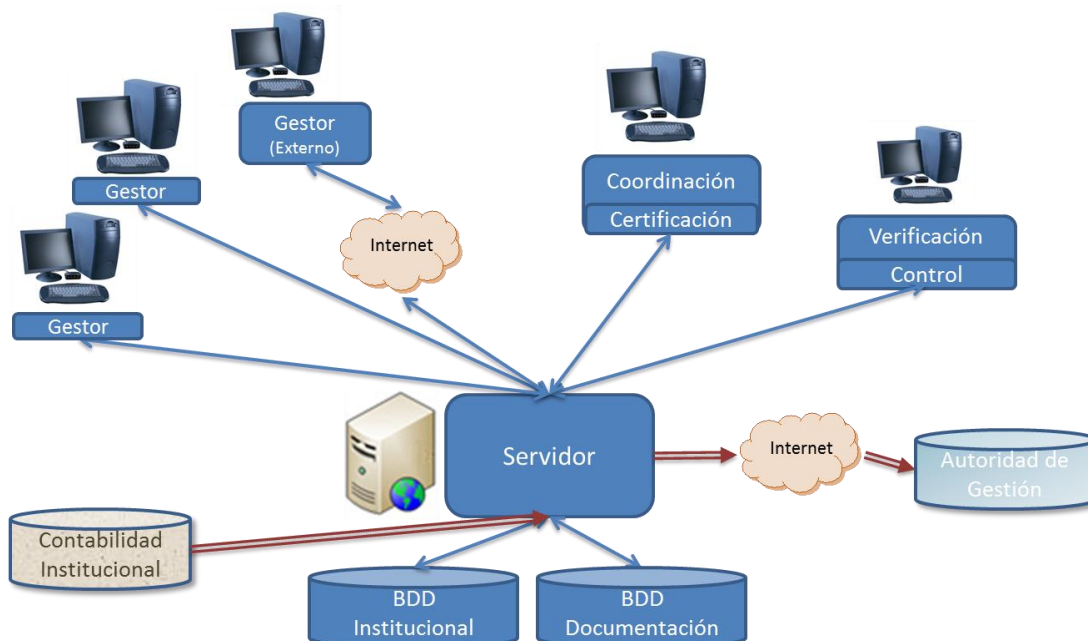 Gestor
(Externo)
Gestor
Gestor
Internet
Coordinación
Certificación
Verificación
Control
Servidor
Internet
Autoridad de
Gestión
Contabilidad
Institucional
BDD
Institucional
BDD
Documentación